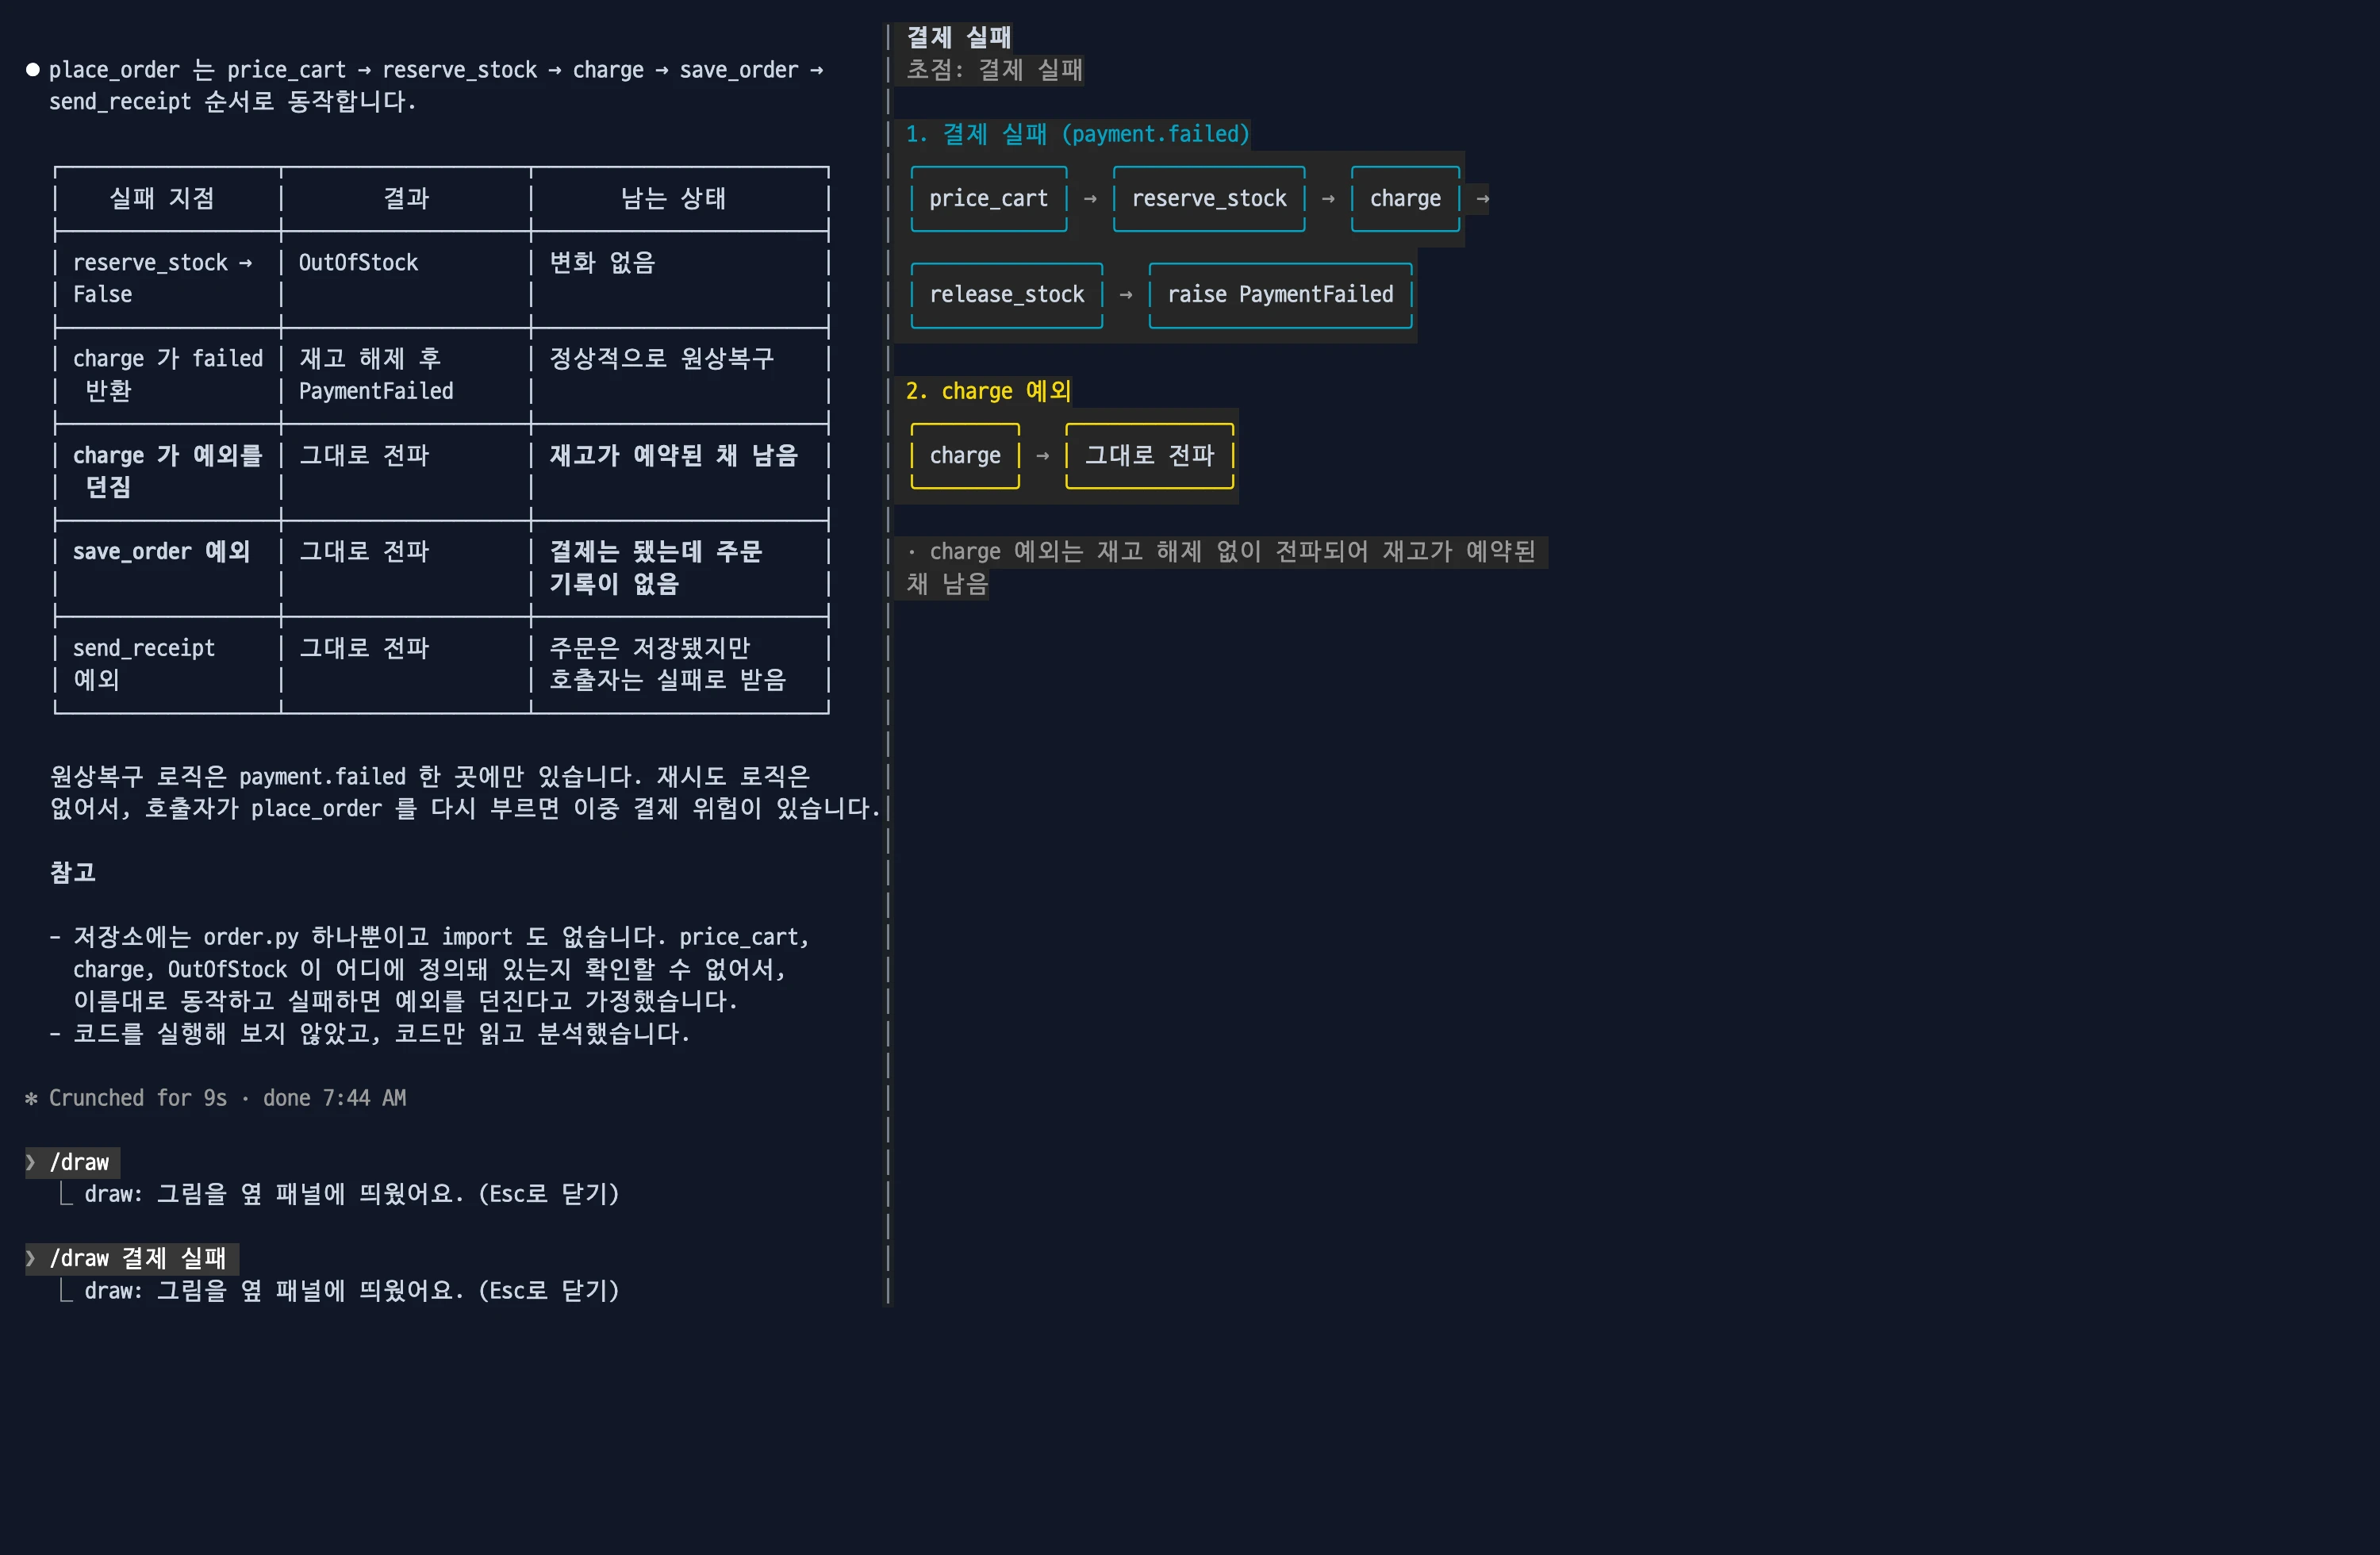 ● place_order 는 price_cart → reserve_stock → charge → save_order →
send_receipt 순서로 동작합니다.
실패 지점 결과 남는 상태
reserve_stock → OutOfStock 변화 없음
False
charge 가 failed 재고 해제 후 정상적으로 원상복구
반환 PaymentFailed
charge 가 예외를 그대로 전파 재고가 예약된 채 남음
던짐
save_order 예외 그대로 전파 결제는 됐는데 주문
기록이 없음
send_receipt 그대로 전파 주문은 저장됐지만
예외 호출자는 실패로 받음
원상복구 로직은 payment.failed 한 곳에만 있습니다. 재시도 로직은
없어서, 호출자가 place_order 를 다시 부르면 이중 결제 위험이 있습니다.
참고
- 저장소에는 order.py 하나뿐이고 import 도 없습니다. price_cart,
charge, OutOfStock 이 어디에 정의돼 있는지 확인할 수 없어서,
이름대로 동작하고 실패하면 예외를 던진다고 가정했습니다.
- 코드를 실행해 보지 않았고, 코드만 읽고 분석했습니다.
✻ Crunched for 9s · done 7:44 AM
❯ /draw
⎿ draw: 그림을 옆 패널에 띄웠어요. (Esc로 닫기)
❯ /draw 결제 실패
⎿ draw: 그림을 옆 패널에 띄웠어요. (Esc로 닫기)
결제 실패
초점: 결제 실패
1. 결제 실패 (payment.failed)
price_cart → reserve_stock → charge →
release_stock → raise PaymentFailed
2. charge 예외
charge → 그대로 전파
· charge 예외는 재고 해제 없이 전파되어 재고가 예약된
채 남음